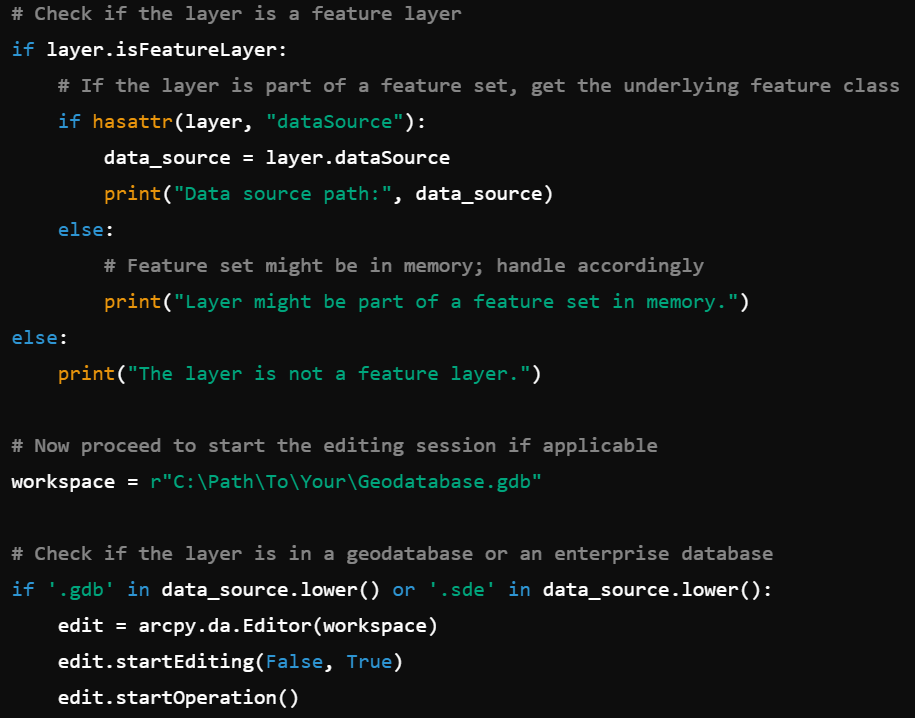 # Check if the layer is a feature layer
if layer.isFeatureLayer:
    # If the layer is part of a feature set, get the underlying feature class
    if hasattr(layer, "dataSource"):
        data_source = layer.dataSource
        print("Data source path:", data_source)
    else:
        # Feature set might be in memory; handle accordingly
        print("Layer might be part of a feature set in memory.")
else:
    print("The layer is not a feature layer.")

# Now proceed to start the editing session if applicable
workspace = r"C:\Path\To\Your\Geodatabase.gdb"

# Check if the layer is in a geodatabase or an enterprise database
if '.gdb' in data_source.lower() or '.sde' in data_source.lower():
    edit = arcpy.da.Editor(workspace)
    edit.startEditing(False, True)
    edit.startOperation()